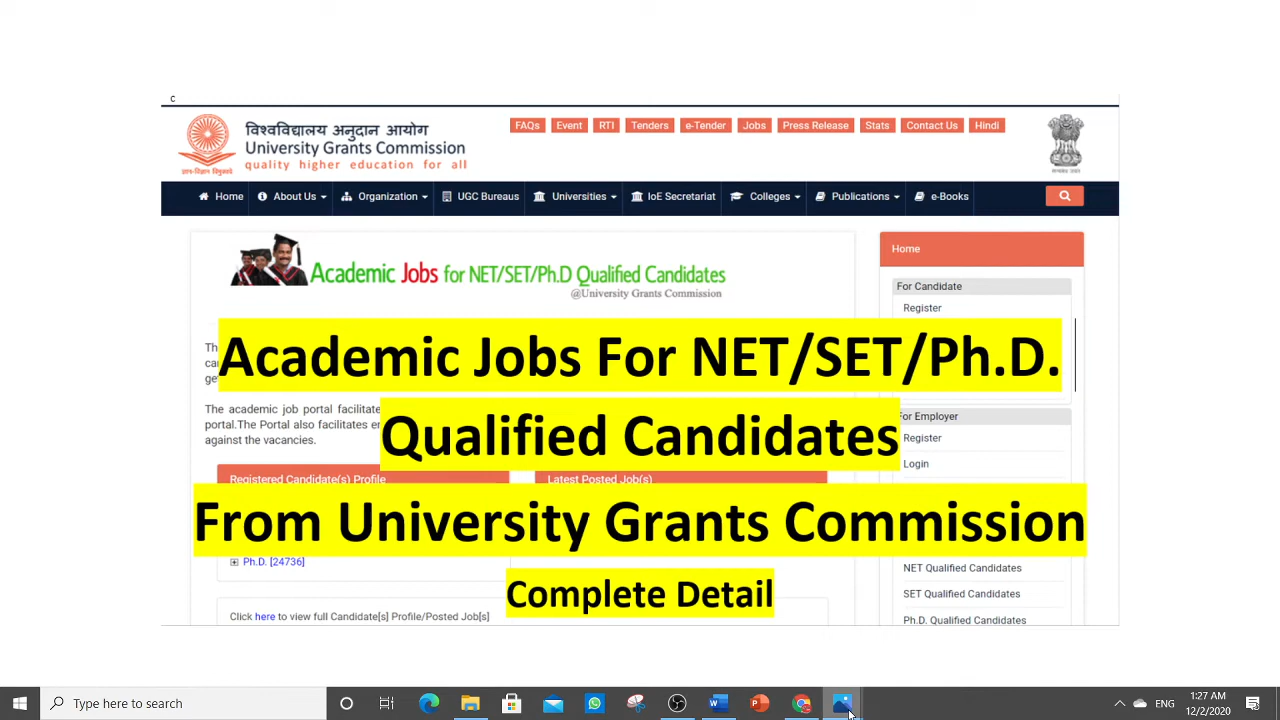 c
विश्वविद्यालय अनुदान आयोग
University Grants Commission
quality higher education for all
ज्ञान-विज्ञान विमुक्तये
FAQs Event RTI Tenders e-Tender Jobs Press Release Stats Contact Us Hindi
सत्यमेव जयते
Home About Us Organization UGC Bureaus Universities IoE Secretariat Colleges Publications e-Books
Academic Jobs for NET/SET/Ph.D Qualified Candidates
@University Grants Commission
Home
For Candidate
Register
Academic Jobs For NET/SET/Ph.D.
The academic job portal facilitate
portal.The Portal also facilitates
against the vacancies.
Qualified Candidates
For Employer
Register
Login
Registered Candidate(s) Profile
Latest Posted Job(s)
From University Grants Commission
Ph.D. [24736]
NET Qualified Candidates
SET Qualified Candidates
Ph.D. Qualified Candidates
Complete Detail
Click here to view full Candidate[s] Profile/Posted Job[s]
Type here to search
ENG
1:27 AM
12/2/2020